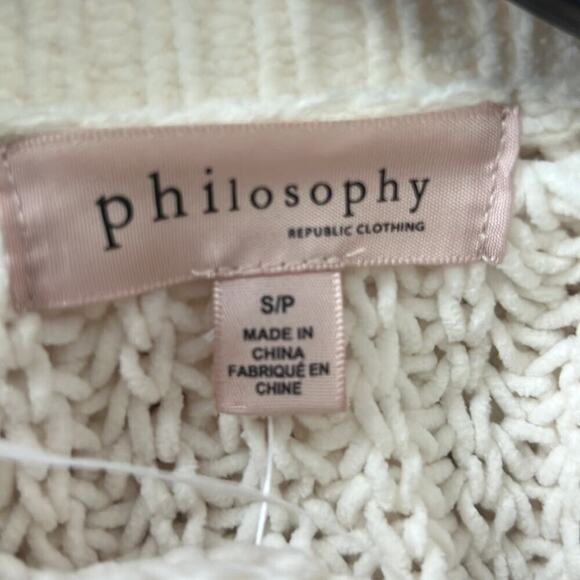 philosophy
REPUBLIC CLOTHING
S/P
MADE IN
CHINA
FABRIQUÉ EN
CHINE